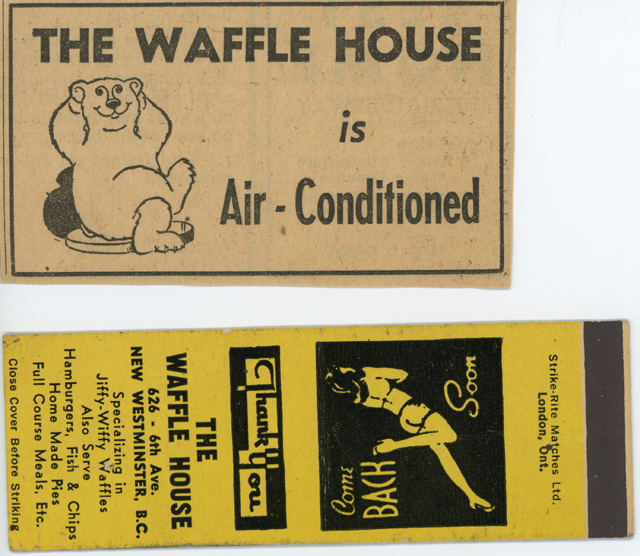 THE WAFFLE HOUSE
is
Air - Conditioned
Strike-Rite Matches Ltd.
London, Ont.
Come
BACK
Soon
Thank You
THE
WAFFLE HOUSE
626 - 6th Ave.
NEW WESTMINSTER, B.C.
Specializing in
Jiffy-Wiffy Waffles
Also Serve
Hamburgers, Fish & Chips
Home Made Pies
Full Course Meals, Etc.
Close Cover Before Striking